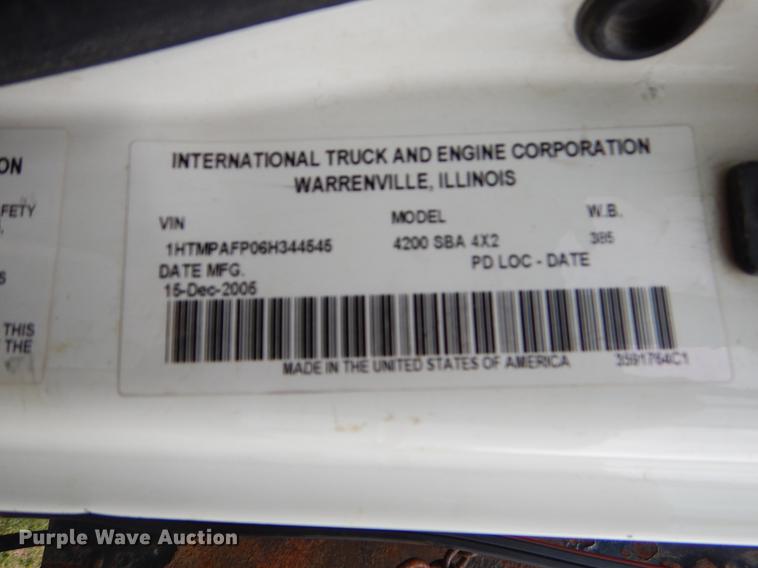 ON
FETY
THIS
THE
INTERNATIONAL TRUCK AND ENGINE CORPORATION
WARRENVILLE, ILLINOIS
VIN MODEL W.B.
1HTMPAFP06H344545 4200 SBA 4X2 385
DATE MFG. PD LOC - DATE
15-Dec-2005
MADE IN THE UNITED STATES OF AMERICA 3591764C1
Purple Wave Auction